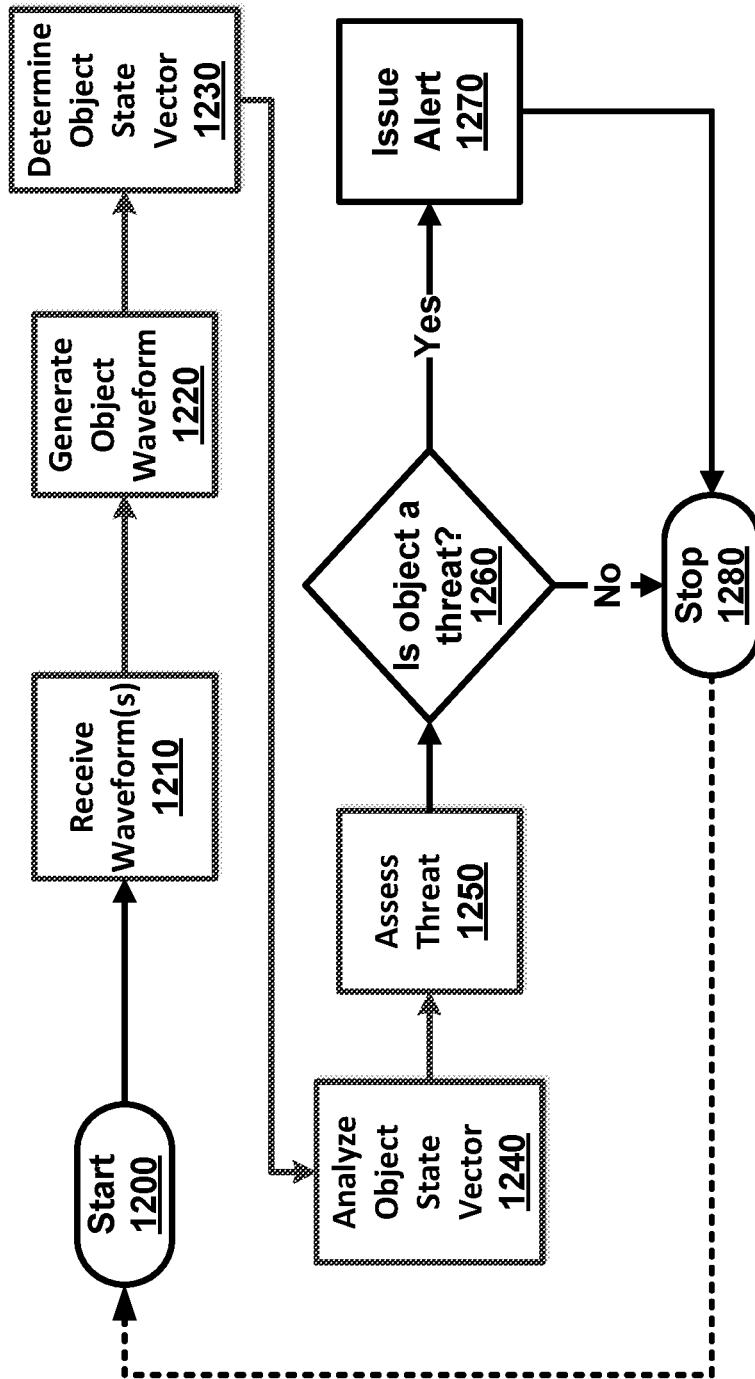 Start
1200
Receive
Waveform(s)
1210
Generate
Object
Waveform
1220
Determine
Object
State
Vector
1230
Analyze
Object
State
Vector
1240
Assess
Threat
1250
Is object a
threat?
1260
Yes
Issue
Alert
1270
No
Stop
1280